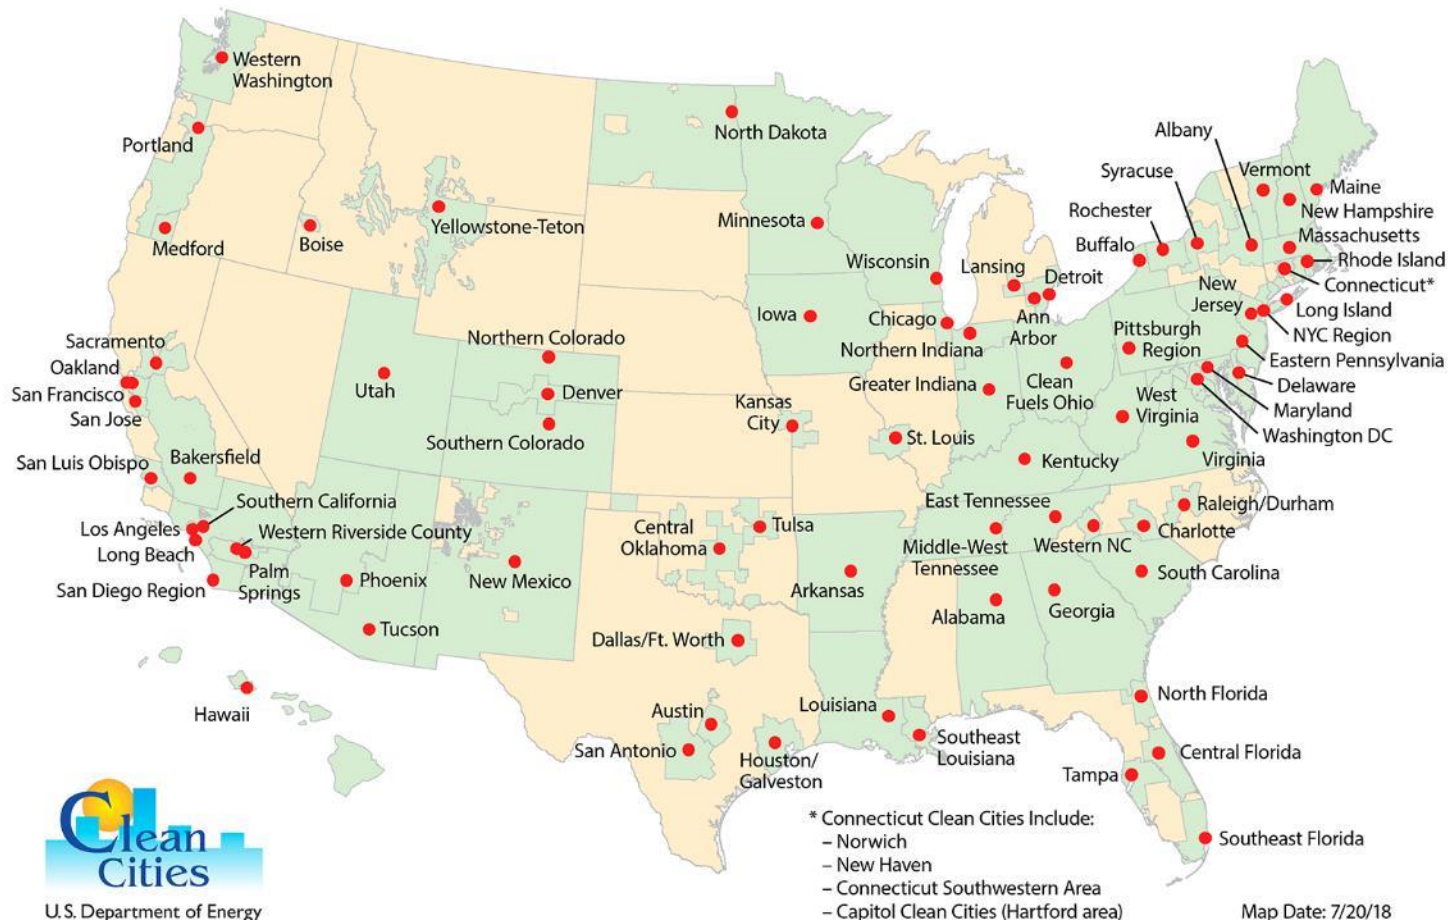 Western
Washington
Portland
Medford
Boise
Yellowstone-Teton
North Dakota
Minnesota
Wisconsin
Iowa
Chicago
Northern Indiana
Greater Indiana
Lansing
Detroit
Ann
Arbor
Clean
Fuels Ohio
Albany
Syracuse
Rochester
Buffalo
Vermont
Maine
New Hampshire
Massachusetts
Rhode Island
Connecticut*
Long Island
New
Jersey
NYC Region
Pittsburgh
Region
Eastern Pennsylvania
Delaware
Maryland
Washington DC
West
Virginia
Virginia
Sacramento
Oakland
San Francisco
San Jose
San Luis Obispo
Bakersfield
Southern California
Los Angeles
Western Riverside County
Long Beach
Palm
Springs
San Diego Region
Utah
Northern Colorado
Denver
Southern Colorado
Phoenix
Tucson
New Mexico
Kansas
City
St. Louis
Kentucky
Central
Oklahoma
Tulsa
Arkansas
East Tennessee
Middle-West
Tennessee
Western NC
Raleigh/Durham
Charlotte
South Carolina
Georgia
Alabama
Dallas/Ft. Worth
Austin
San Antonio
Houston/
Galveston
Louisiana
Southeast
Louisiana
North Florida
Central Florida
Tampa
Southeast Florida
Hawaii
Clean
Cities
U.S. Department of Energy
* Connecticut Clean Cities Include:
– Norwich
– New Haven
– Connecticut Southwestern Area
– Capitol Clean Cities (Hartford area)
Map Date: 7/20/18